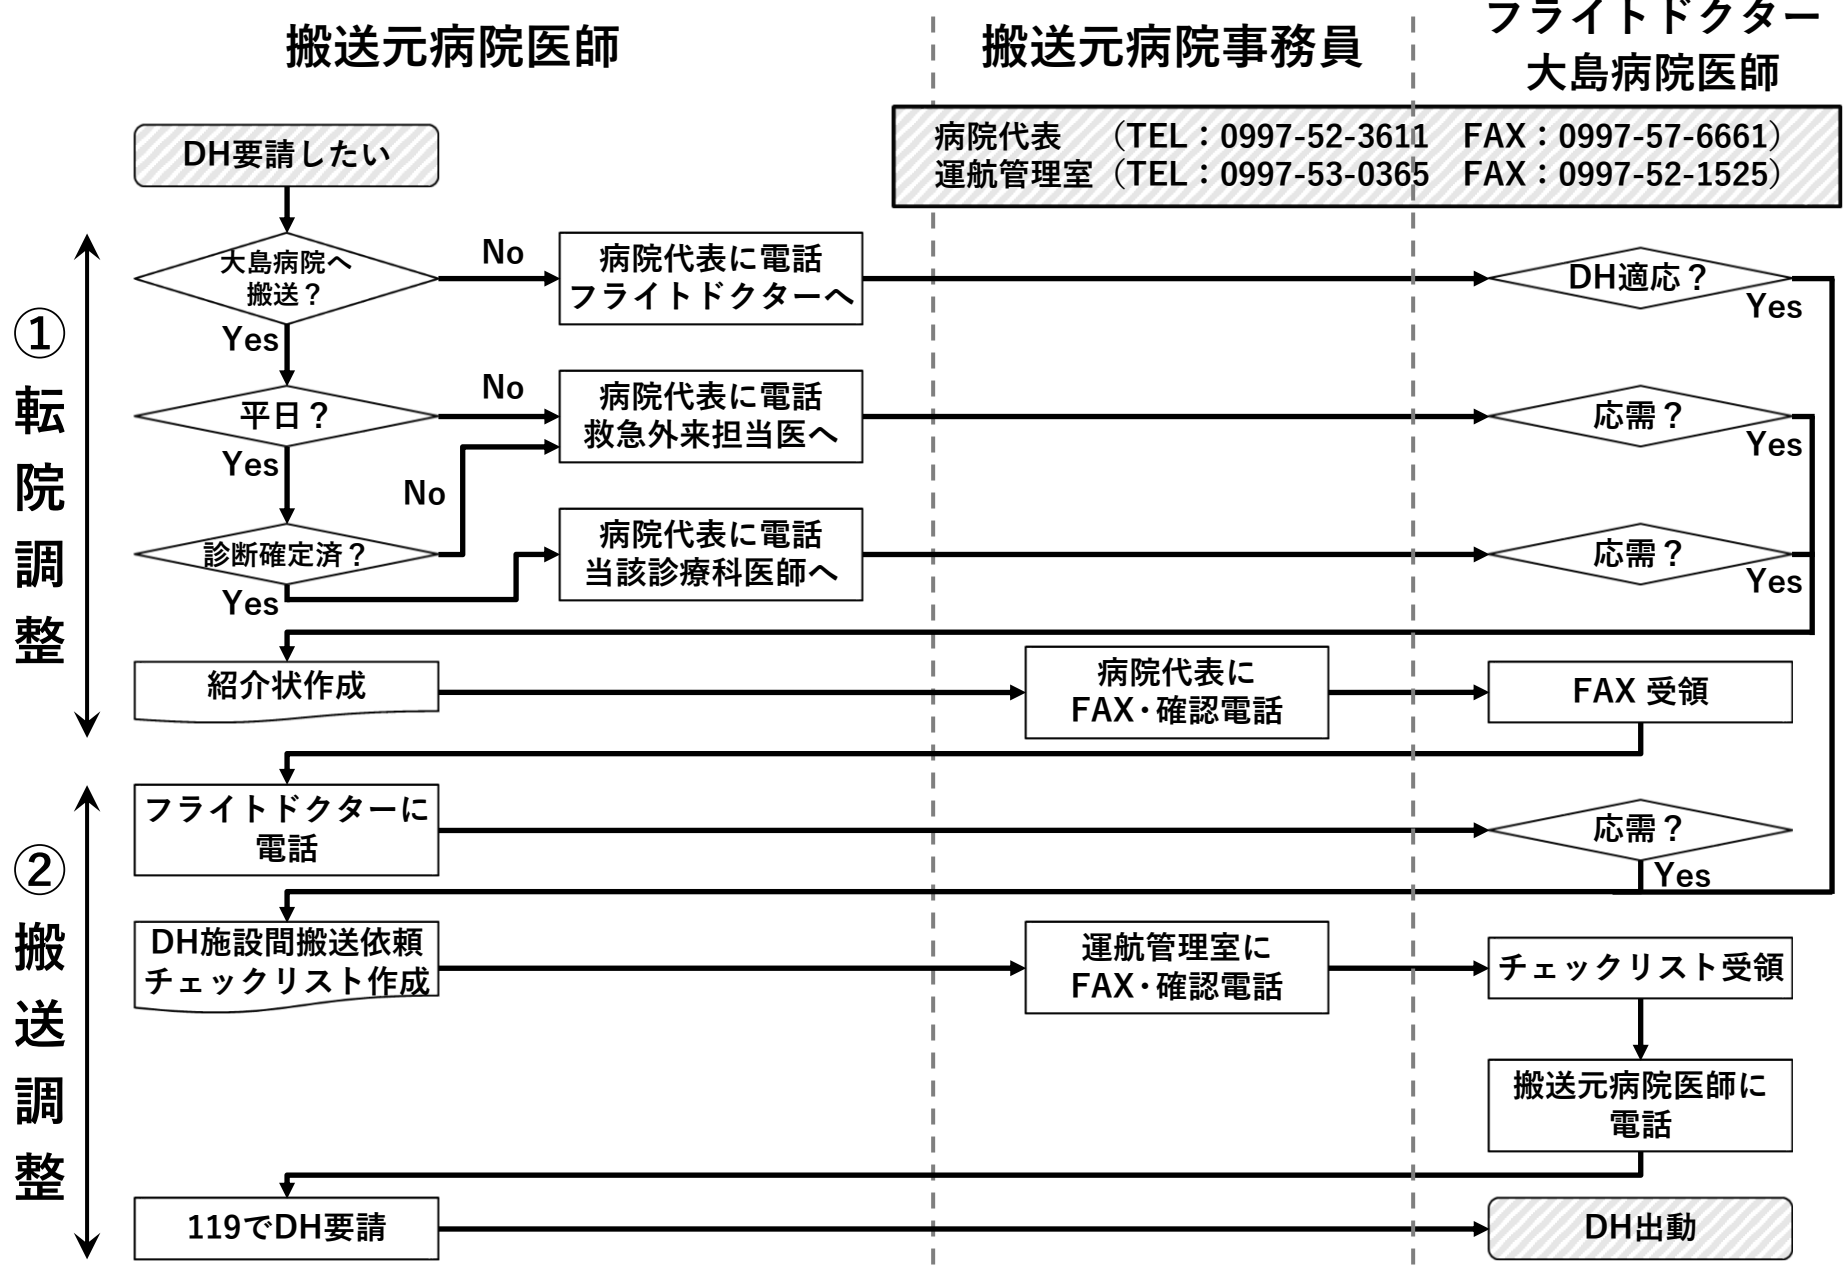 搬送元病院医師
搬送元病院事務員
フライトドクター
大島病院医師
病院代表 （TEL：0997-52-3611 FAX：0997-57-6661）
運航管理室（TEL：0997-53-0365 FAX：0997-52-1525）
DH要請したい
①転院調整
大島病院へ
搬送？
No
病院代表に電話
フライトドクターへ
DH適応？
Yes
Yes
平日？
No
病院代表に電話
救急外来担当医へ
応需？
Yes
Yes
診断確定済？
No
病院代表に電話
当該診療科医師へ
応需？
Yes
Yes
紹介状作成
病院代表に
FAX・確認電話
FAX 受領
②搬送調整
フライトドクターに
電話
応需？
Yes
DH施設間搬送依頼
チェックリスト作成
運航管理室に
FAX・確認電話
チェックリスト受領
搬送元病院医師に
電話
119でDH要請
DH出動